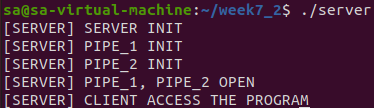 sa@sa-virtual-machine:~/week7_2$ ./server
[SERVER] SERVER INIT
[SERVER] PIPE_1 INIT
[SERVER] PIPE_2 INIT
[SERVER] PIPE_1, PIPE_2 OPEN
[SERVER] CLIENT ACCESS THE PROGRAM